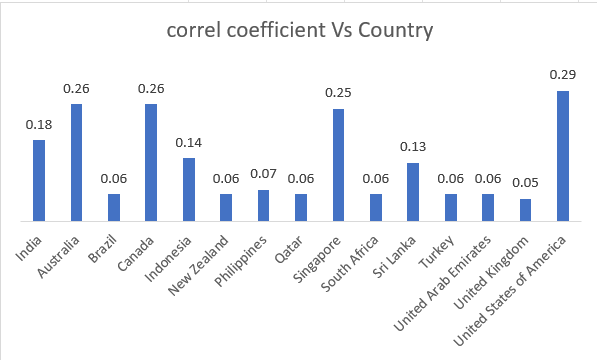 correl coefficient Vs Country
0.18
0.26
0.06
0.26
0.14
0.06
0.07
0.06
0.25
0.06
0.13
0.06
0.06
0.05
0.29
India
Australia
Brazil
Canada
Indonesia
New Zealand
Philippines
Qatar
Singapore
South Africa
Sri Lanka
Turkey
United Arab Emirates
United Kingdom
United States of America